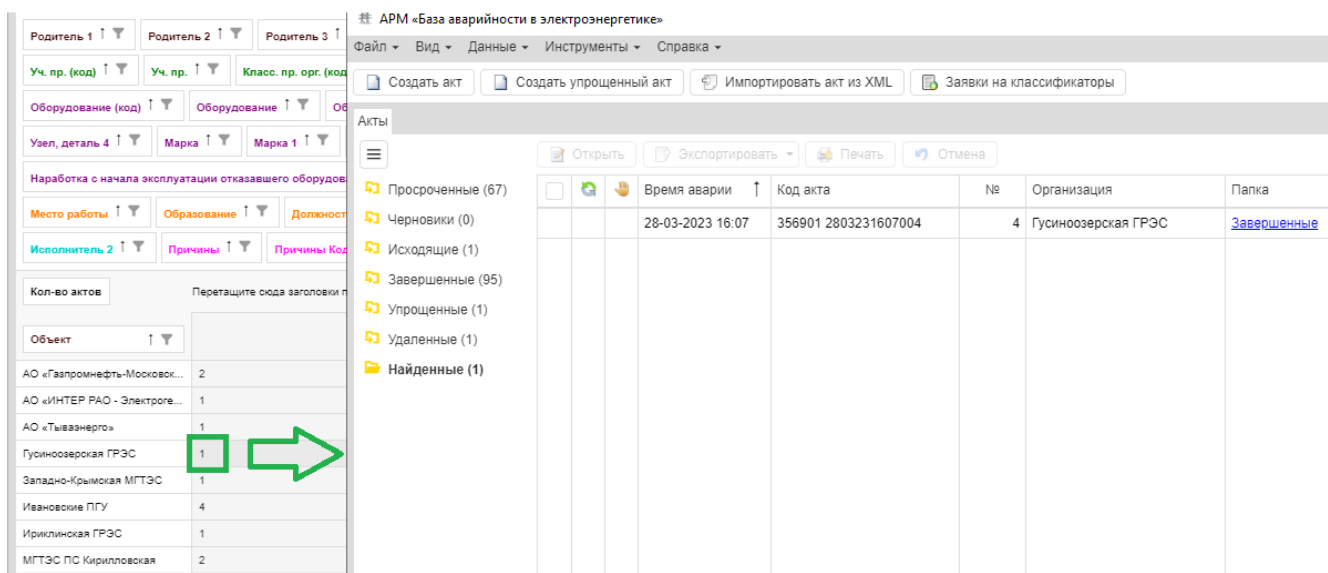 Родитель 1 Родитель 2 Родитель 3
Уч. пр. (код) Уч. пр. Класс. пр. орг. (код
Оборудование (код) Оборудование Об
Узел, деталь 4 Марка Марка 1
Наработка с начала эксплуатации отказавшего оборудов
Место работы Образование Должност
Исполнитель 2 Причины Причины Код
Кол-во актов Перетащите сюда заголовки п
Объект
АО «Газпромнефть-Московск... 2
АО «ИНТЕР РАО - Электроге... 1
АО «Тываэнерго» 1
Гусиноозерская ГРЭС 1
Западно-Крымская МГТЭС 1
Ивановские ПГУ 4
Ириклинская ГРЭС 1
МГТЭС ПС Кирилловская 2
АРМ «База аварийности в электроэнергетике»
Файл Вид Данные Инструменты Справка
Создать акт Создать упрощенный акт Импортировать акт из XML Заявки на классификаторы
Акты
Открыть Экспортировать Печать Отмена
Просроченные (67)
Черновики (0)
Исходящие (1)
Завершенные (95)
Упрощенные (1)
Удаленные (1)
Найденные (1)
Время аварии Код акта № Организация Папка
28-03-2023 16:07 356901 2803231607004 4 Гусиноозерская ГРЭС Завершенные